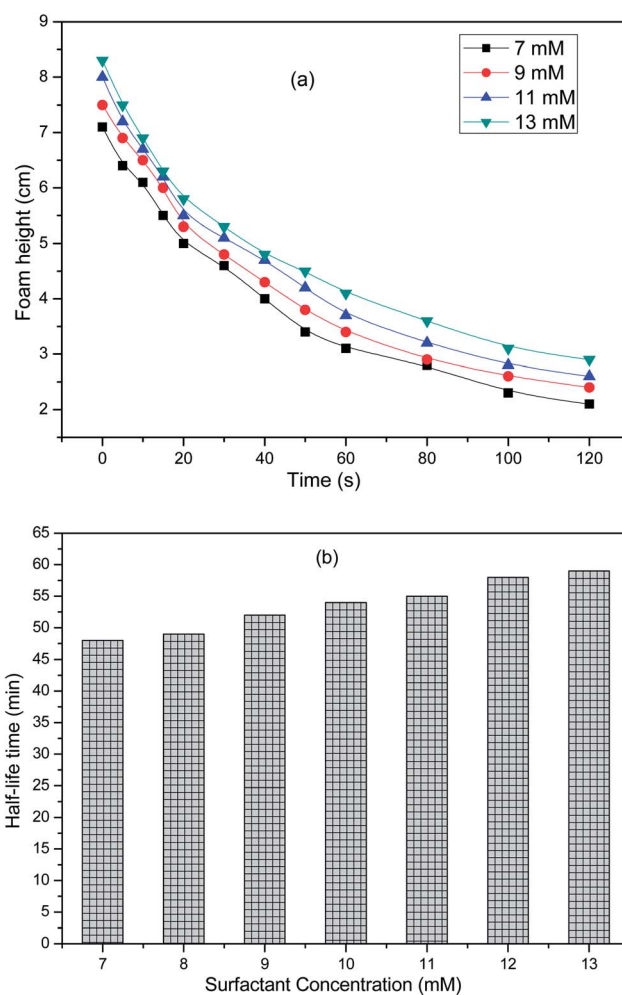 (a)
7 mM
9 mM
11 mM
13 mM
Foam height (cm)
9
8
7
6
5
4
3
2
0 20 40 60 80 100 120
Time (s)
(b)
Half-life time (min)
65
60
55
50
45
40
35
30
25
20
15
10
5
0
7 8 9 10 11 12 13
Surfactant Concentration (mM)